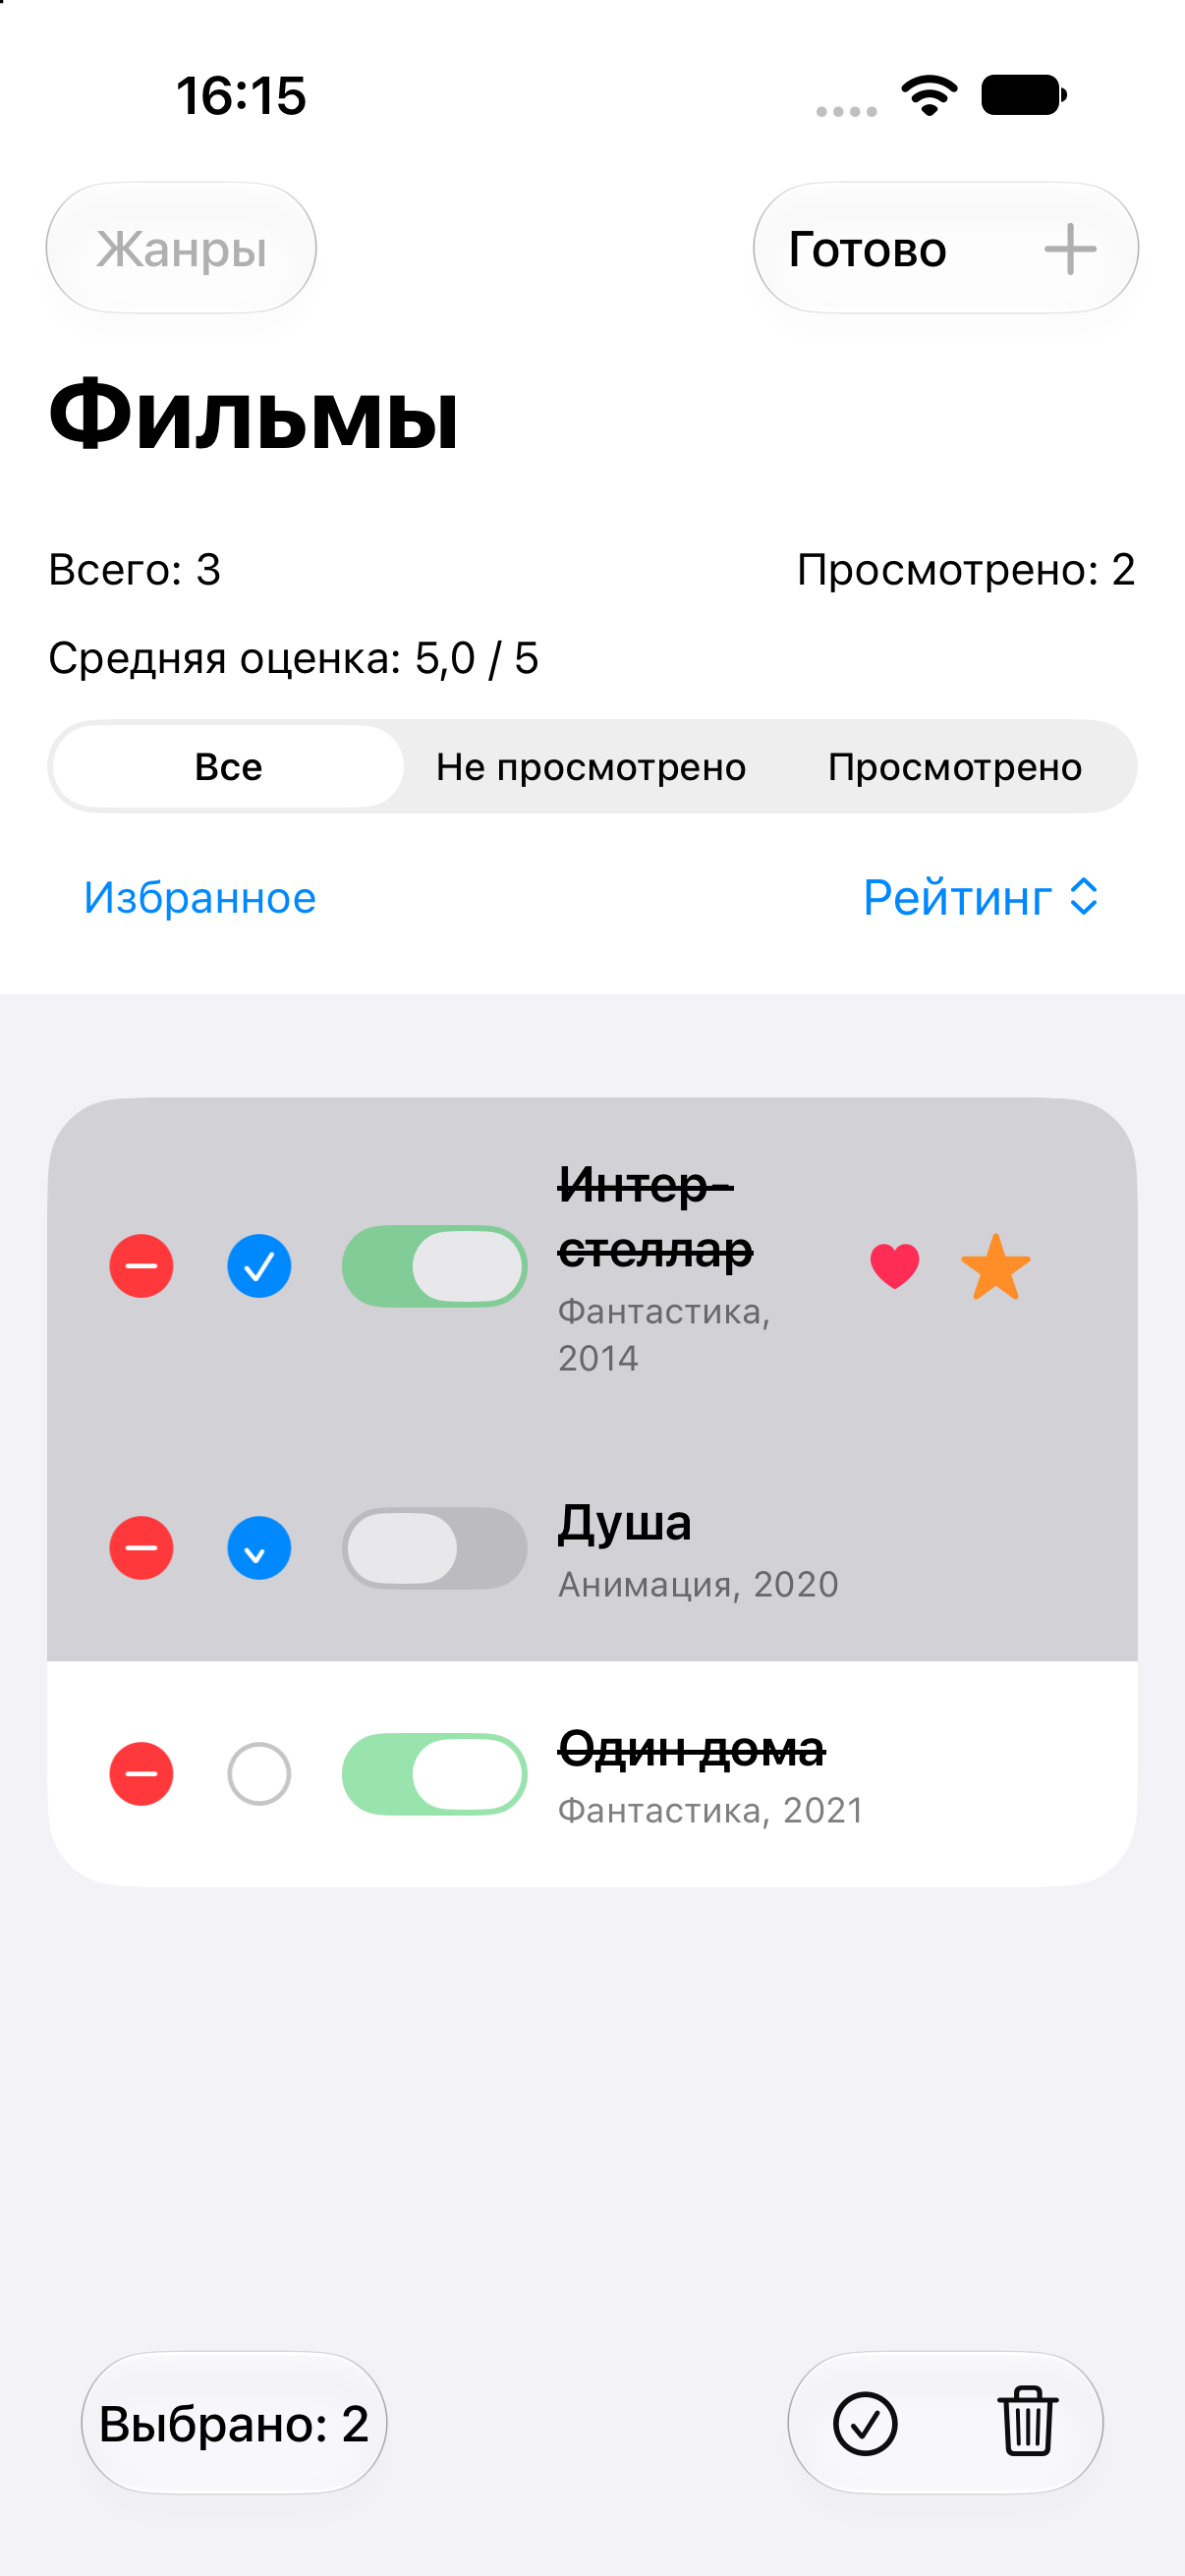 16:15
Жанры
Готово
Фильмы
Всего: 3
Просмотрено: 2
Средняя оценка: 5,0 / 5
Все
Не просмотрено
Просмотрено
Избранное
Рейтинг
Интер-
стеллар
Фантастика,
2014
Душа
Анимация, 2020
Один дома
Фантастика, 2021
Выбрано: 2